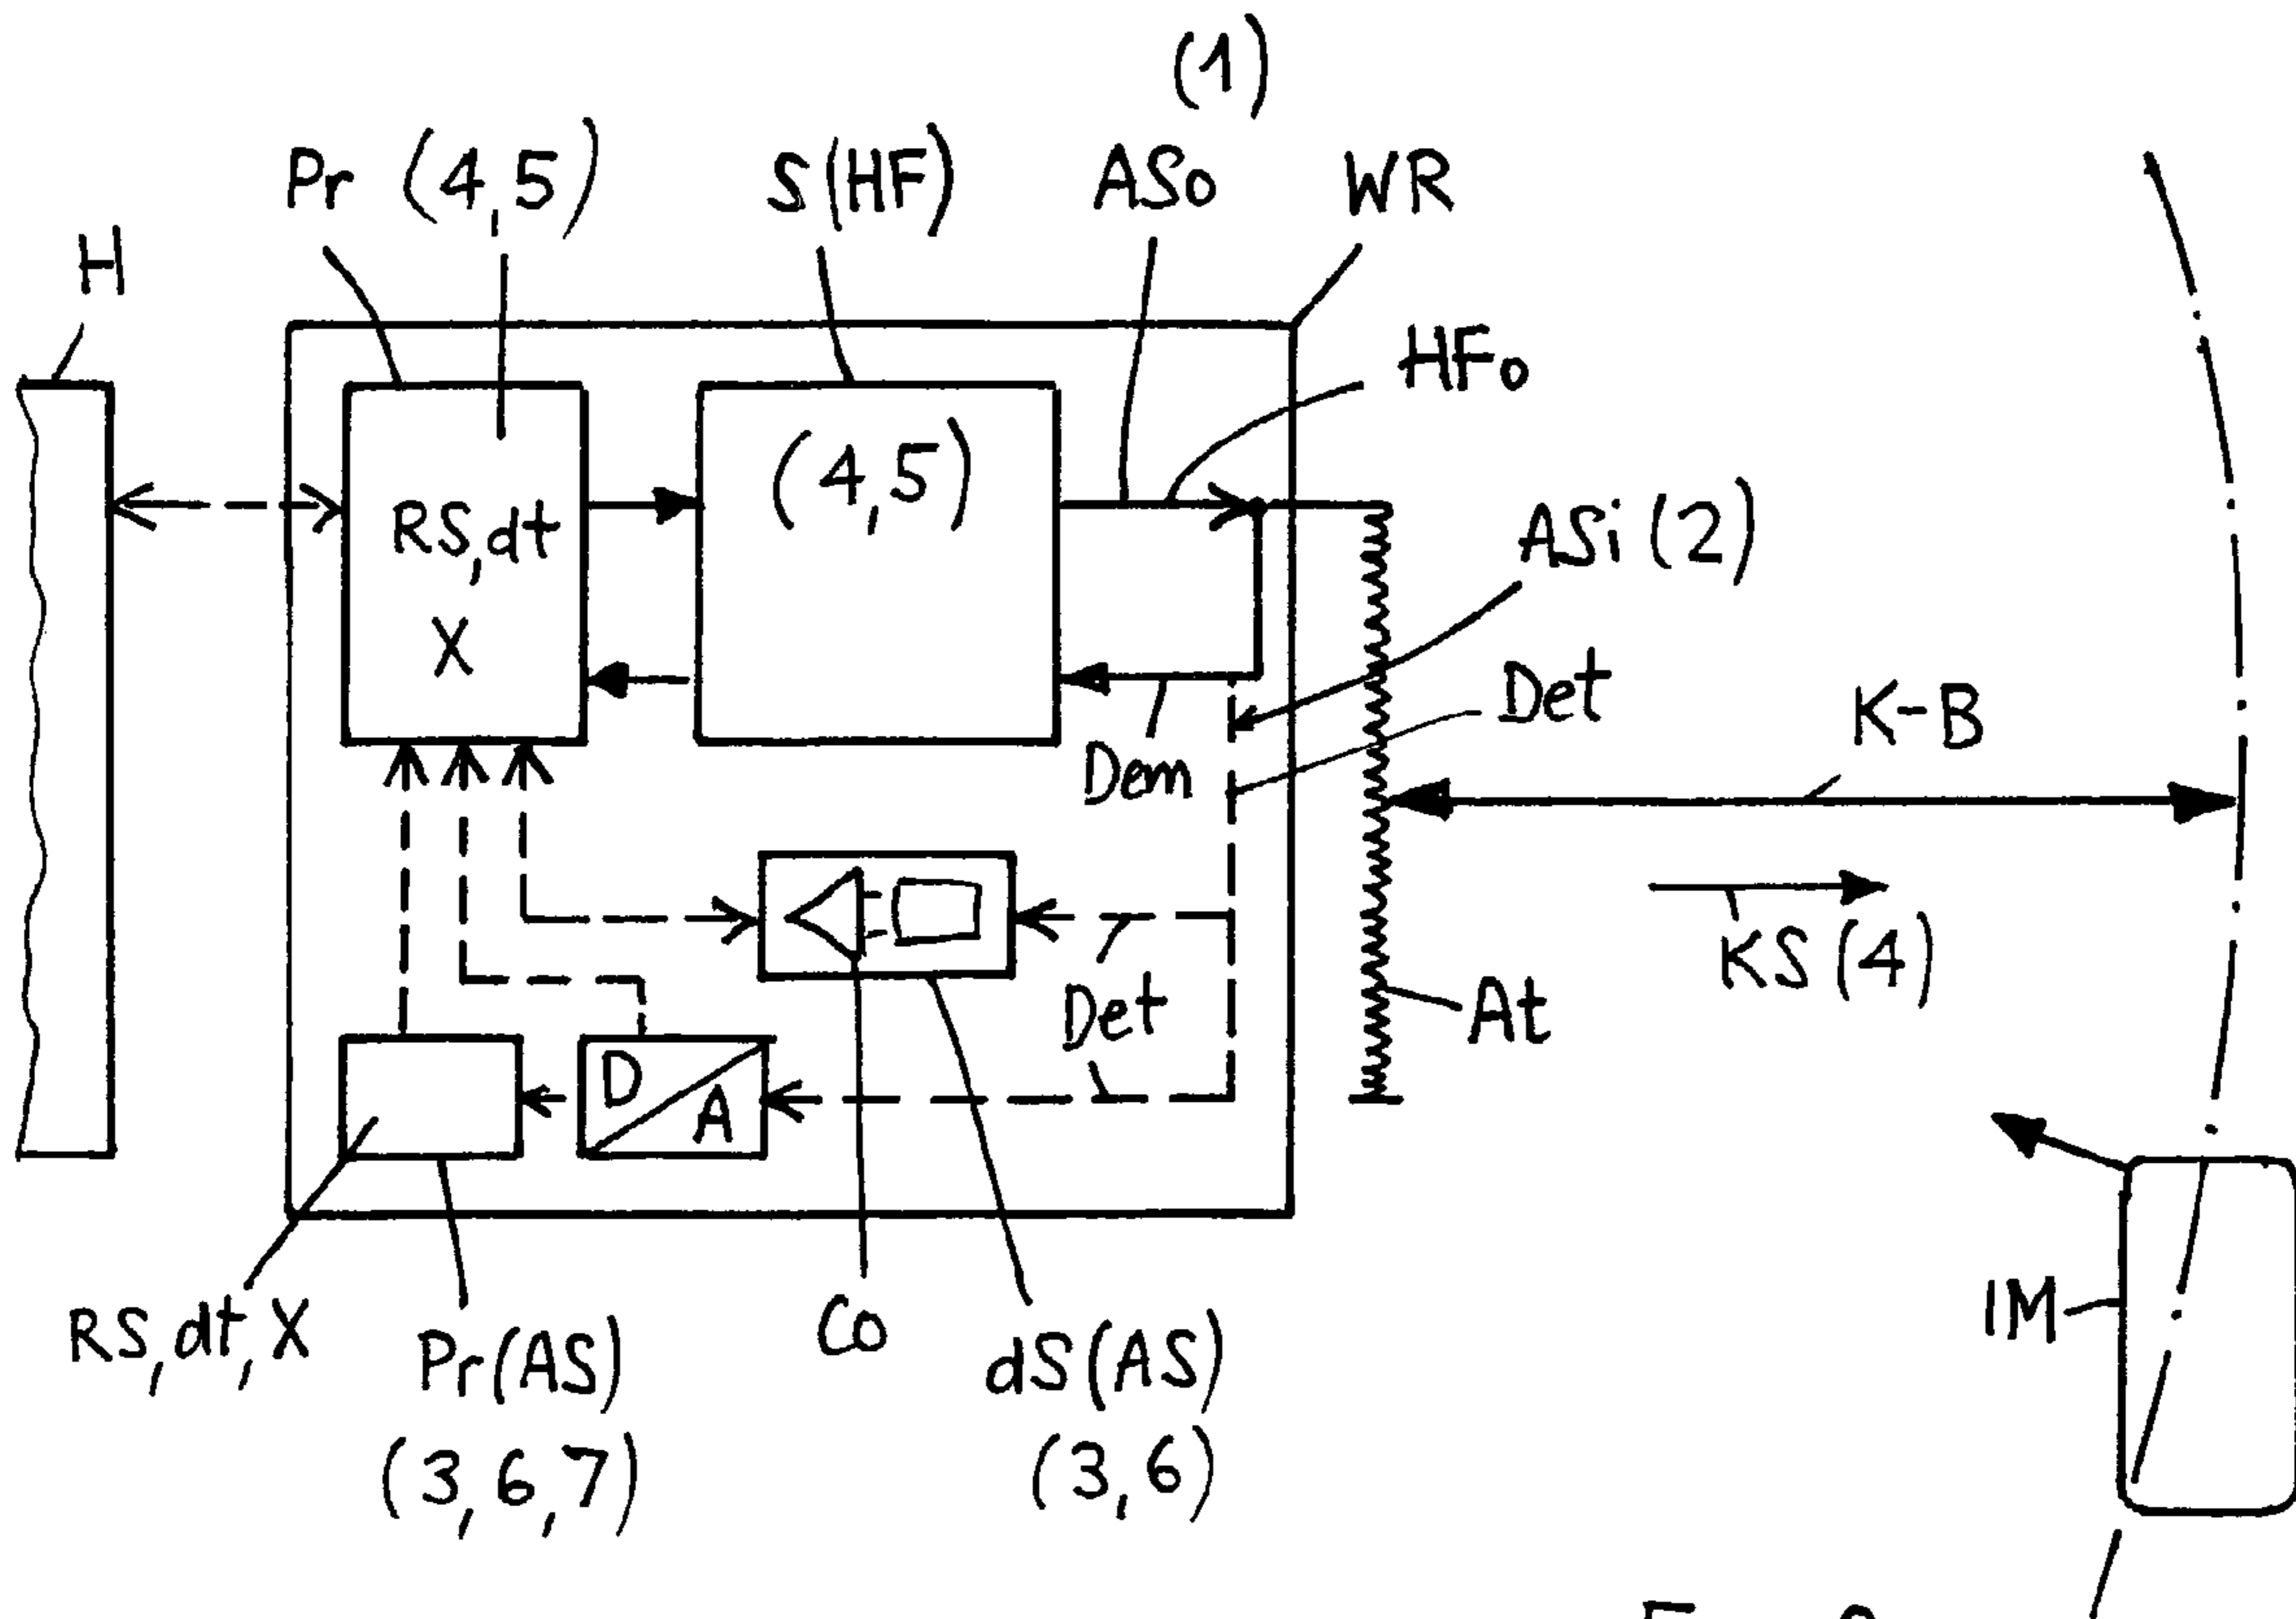 (1)
Pr (4,5) S(HF) ASo WR
H
HFo
(4,5)
RS,dt
X
ASi (2)
Det
K-B
Dem
KS (4)
Det
At
D
A
IM
RS,dt,X
Pr(AS)
(3,6,7)
Co
dS(AS)
(3,6)